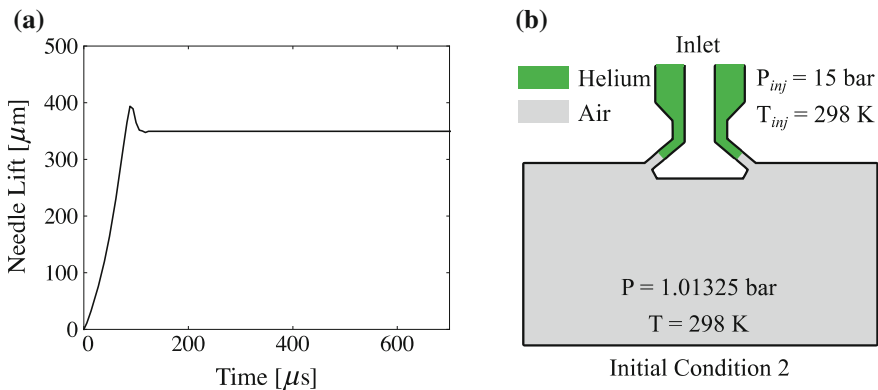 (a)
500
400
300
200
100
0
0
200
400
600
Needle Lift [μm]
Time [μs]
(b)
Inlet
Helium
Air
P_inj = 15 bar
T_inj = 298 K
P = 1.01325 bar
T = 298 K
Initial Condition 2